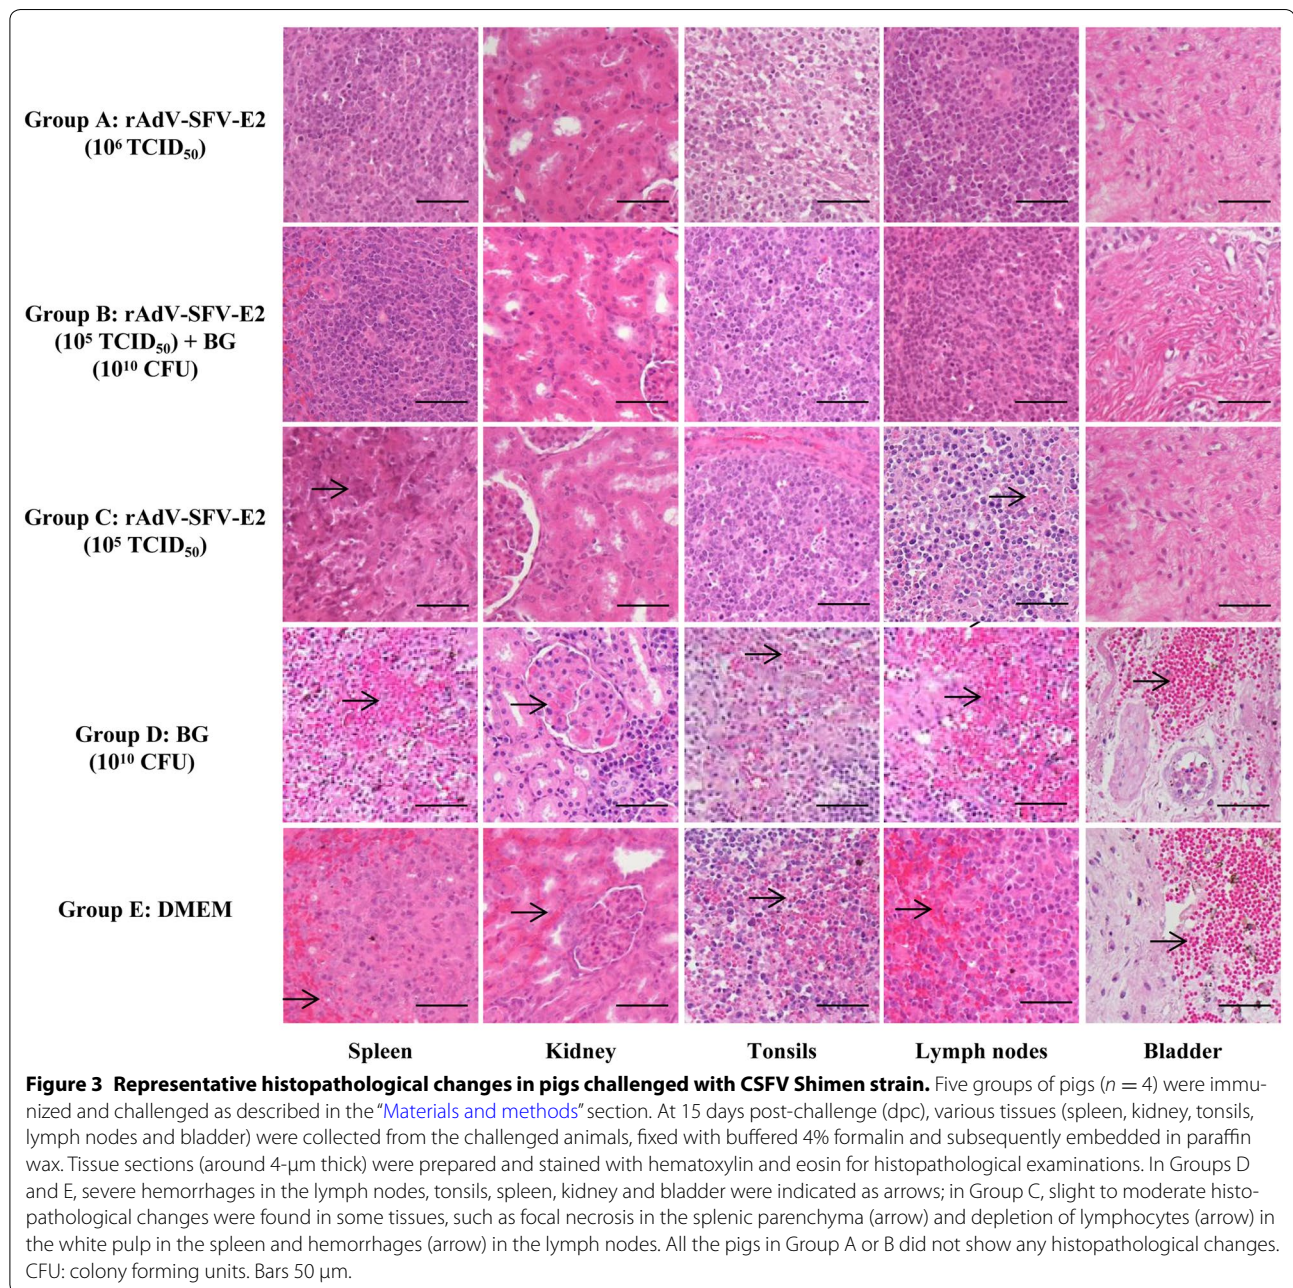 Group A: rAdV-SFV-E2
(10⁶ TCID₅₀)
Group B: rAdV-SFV-E2
(10⁵ TCID₅₀) + BG
(10¹⁰ CFU)
Group C: rAdV-SFV-E2
(10⁵ TCID₅₀)
Group D: BG
(10¹⁰ CFU)
Group E: DMEM
Spleen Kidney Tonsils Lymph nodes Bladder
Figure 3 Representative histopathological changes in pigs challenged with CSFV Shimen strain. Five groups of pigs (n = 4) were immu-
nized and challenged as described in the “Materials and methods” section. At 15 days post-challenge (dpc), various tissues (spleen, kidney, tonsils,
lymph nodes and bladder) were collected from the challenged animals, fixed with buffered 4% formalin and subsequently embedded in paraffin
wax. Tissue sections (around 4-μm thick) were prepared and stained with hematoxylin and eosin for histopathological examinations. In Groups D
and E, severe hemorrhages in the lymph nodes, tonsils, spleen, kidney and bladder were indicated as arrows; in Group C, slight to moderate histo-
pathological changes were found in some tissues, such as focal necrosis in the splenic parenchyma (arrow) and depletion of lymphocytes (arrow) in
the white pulp in the spleen and hemorrhages (arrow) in the lymph nodes. All the pigs in Group A or B did not show any histopathological changes.
CFU: colony forming units. Bars 50 μm.